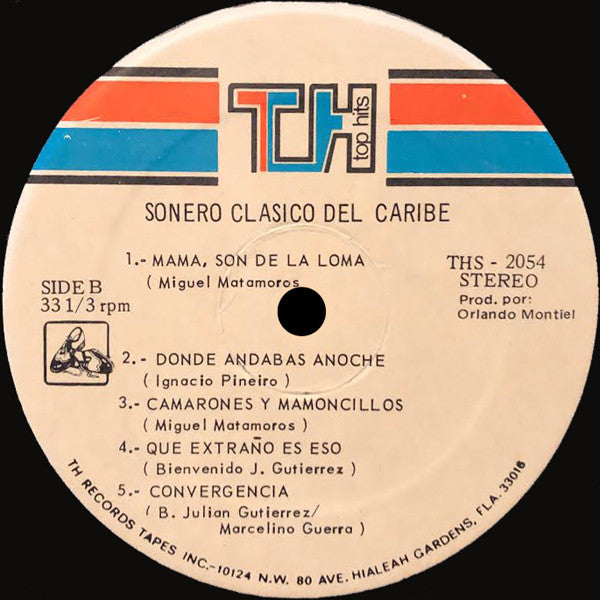 TH top hits
SONERO CLASICO DEL CARIBE
1.- MAMA, SON DE LA LOMA
( Miguel Matamoros
THS - 2054
STEREO
Prod. por:
Orlando Montiel
SIDE B
33 1/3 rpm
2.- DONDE ANDABAS ANOCHE
( Ignacio Pineiro )
3.- CAMARONES Y MAMONCILLOS
( Miguel Matamoros )
4.- QUE EXTRAÑO ES ESO
( Bienvenido J. Gutierrez )
5.- CONVERGENCIA
( B. Julian Gutierrez/
Marcelino Guerra )
TH RECORDS TAPES INC.-10124 N.W. 80 AVE. HIALEAH GARDENS, FLA. 33016